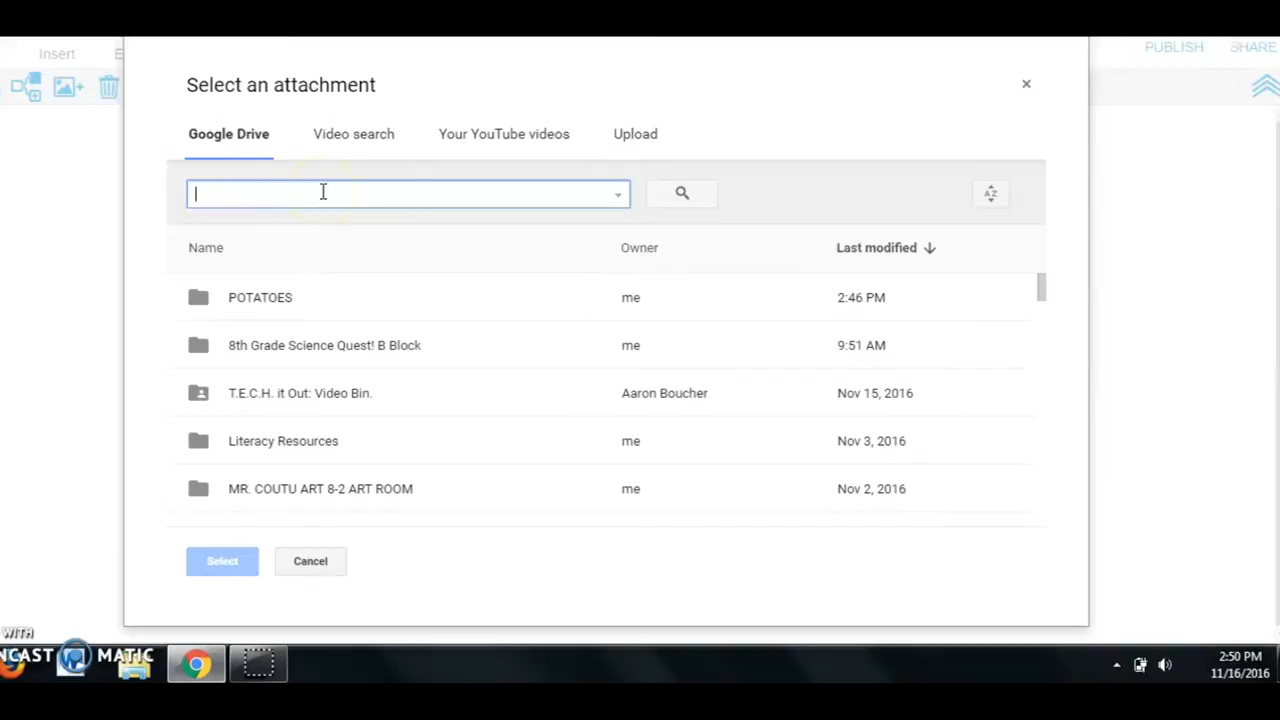 Insert E PUBLISH SHARE
Select an attachment ×
Google Drive Video search Your YouTube videos Upload
AZ
Name Owner Last modified
POTATOES me 2:46 PM
8th Grade Science Quest! B Block me 9:51 AM
T.E.C.H. it Out: Video Bin. Aaron Boucher Nov 15, 2016
Literacy Resources me Nov 3, 2016
MR. COUTU ART 8-2 ART ROOM me Nov 2, 2016
Select Cancel
WITH
NCAST MATIC 2:50 PM
11/16/2016